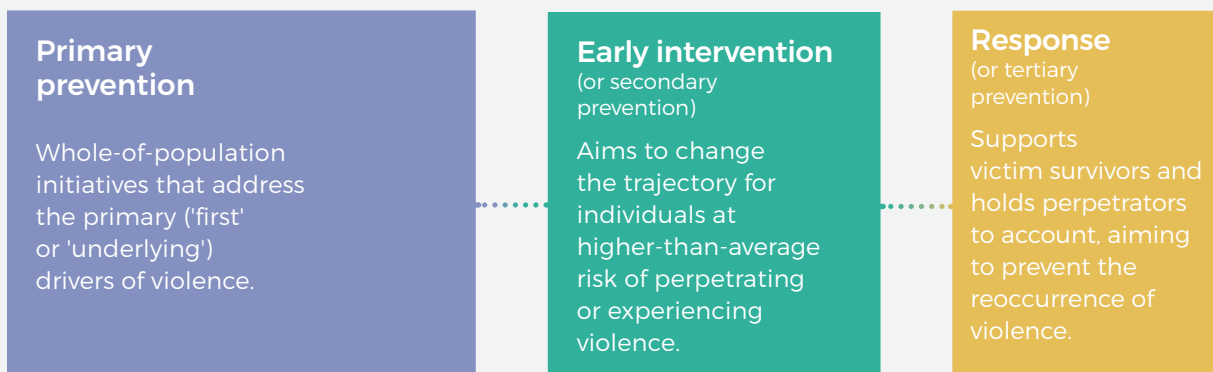 Primary
prevention
Whole-of-population
initiatives that address
the primary ('first'
or 'underlying')
drivers of violence.
Early intervention
(or secondary
prevention)
Aims to change
the trajectory for
individuals at
higher-than-average
risk of perpetrating
or experiencing
violence.
Response
(or tertiary
prevention)
Supports
victim survivors and
holds perpetrators
to account, aiming
to prevent the
reoccurrence of
violence.